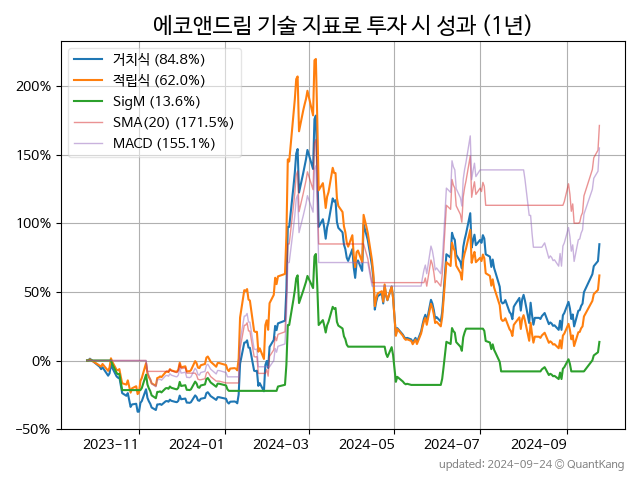 에코앤드림 기술 지표로 투자 시 성과 (1년)
거치식 (84.8%)
적립식 (62.0%)
SigM (13.6%)
SMA(20) (171.5%)
MACD (155.1%)
200%
150%
100%
50%
0%
−50%
2023-11 2024-01 2024-03 2024-05 2024-07 2024-09
updated: 2024-09-24 © QuantKang